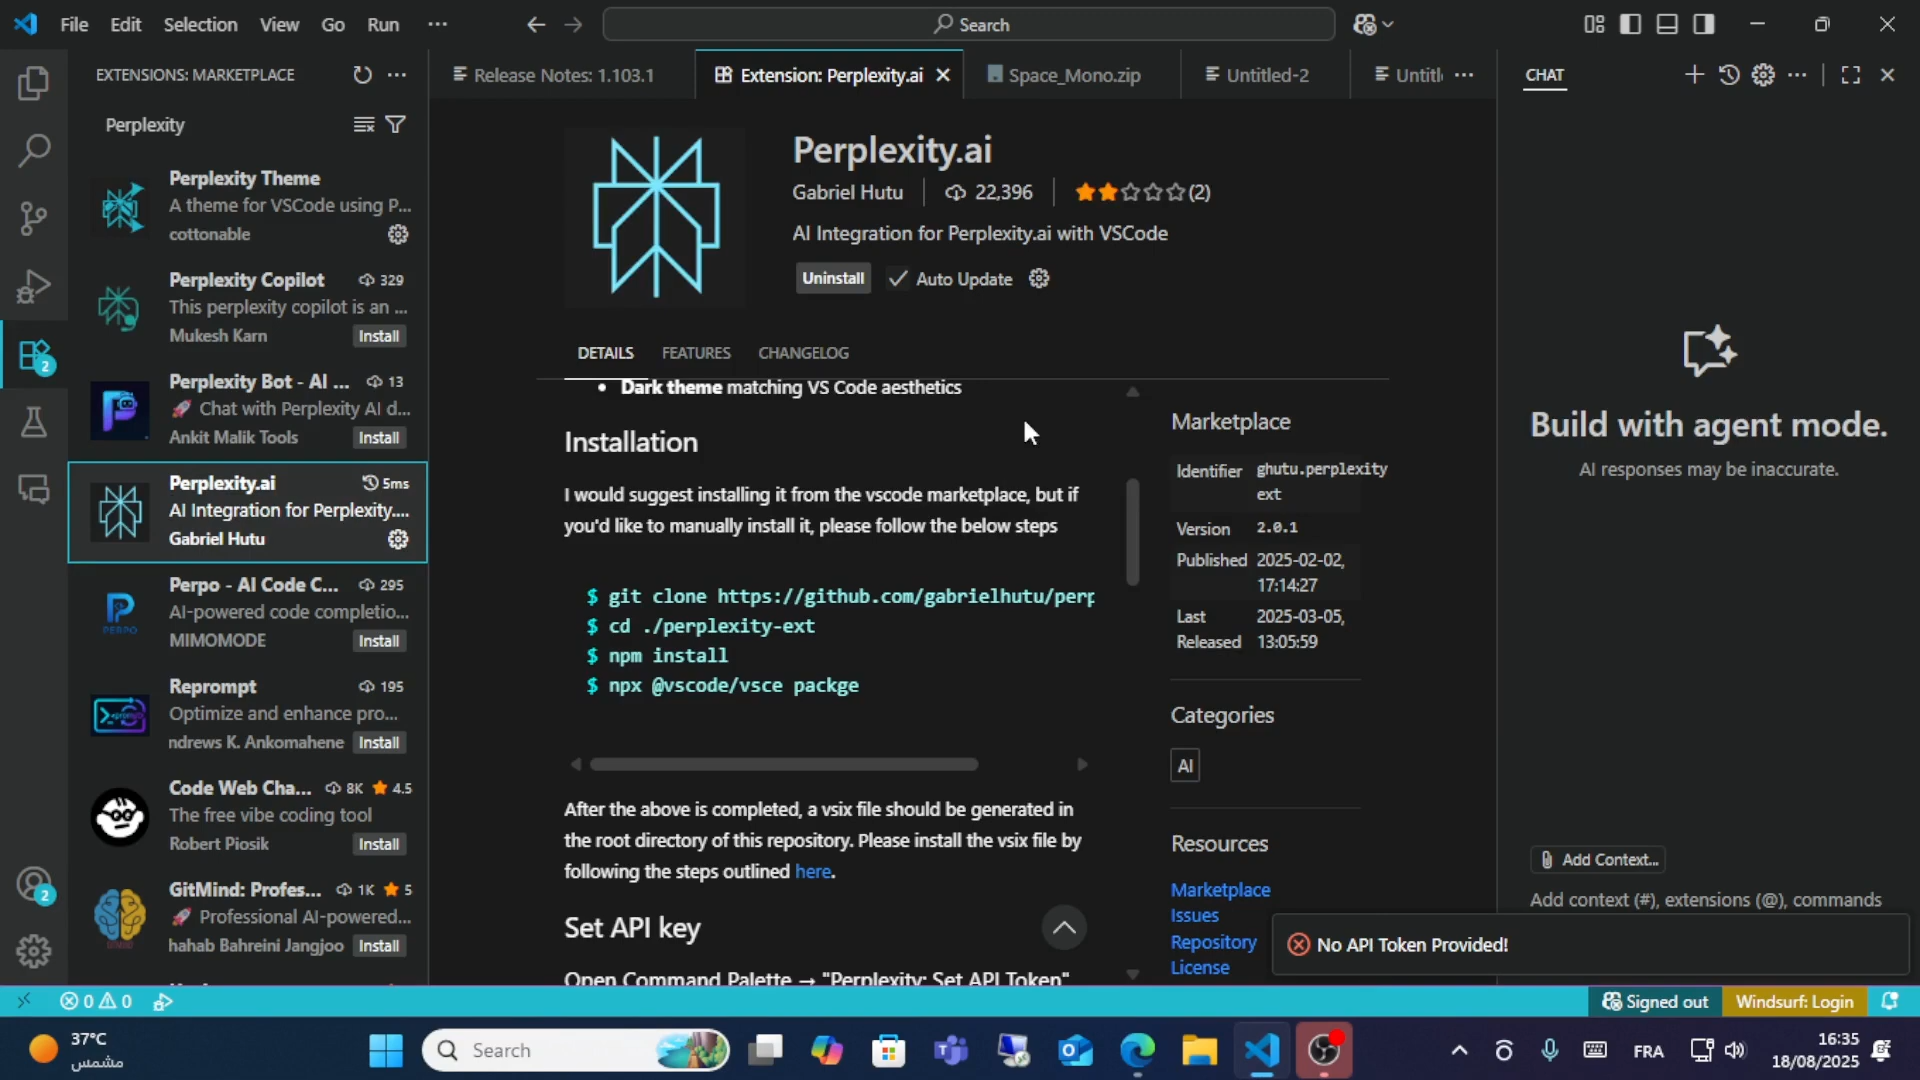 File Edit Selection View Go Run
Search
EXTENSIONS: MARKETPLACE
Perplexity
Perplexity Theme
A theme for VSCode using P...
cottonable
Perplexity Copilot 329
This perplexity copilot is an ...
Mukesh Karn Install
Perplexity Bot - AI ... 13
🚀 Chat with Perplexity AI d...
Ankit Malik Tools Install
Perplexity.ai 5ms
AI Integration for Perplexity....
Gabriel Hutu
PERPO
Perpo - AI Code C... 295
AI-powered code completio...
MIMOMODE Install
Reprompt 195
Optimize and enhance pro...
ndrews K. Ankomahene Install
Code Web Cha... 8K 4.5
The free vibe coding tool
Robert Piosik Install
GitMind: Profes... 1K 5
🚀 Professional AI-powered...
hahab Bahreini Jangjoo Install
2
2
Release Notes: 1.103.1
Extension: Perplexity.ai
Space_Mono.zip
Untitled-2
Untitl
Perplexity.ai
Gabriel Hutu 22,396 (2)
AI Integration for Perplexity.ai with VSCode
Uninstall Auto Update
DETAILS FEATURES CHANGELOG
• Dark theme matching VS Code aesthetics
Installation
I would suggest installing it from the vscode marketplace, but if
you'd like to manually install it, please follow the below steps
$ git clone https://github.com/gabrielhutu/perp
$ cd ./perplexity-ext
$ npm install
$ npx @vscode/vsce packge
After the above is completed, a vsix file should be generated in
the root directory of this repository. Please install the vsix file by
following the steps outlined here.
Set API key
Open Command Palette → "Perplexity: Set API Token"
Marketplace
Identifier ghutu.perplexity
ext
Version 2.0.1
Published 2025-02-02,
17:14:27
Last 2025-03-05,
Released 13:05:59
Categories
AI
Resources
Marketplace
Issues
Repository
License
CHAT
Build with agent mode.
AI responses may be inaccurate.
Add Context...
Add context (#), extensions (@), commands
No API Token Provided!
0 0
Signed out
Windsurf: Login
37°C
مشمس
Search
FRA
16:35
18/08/2025